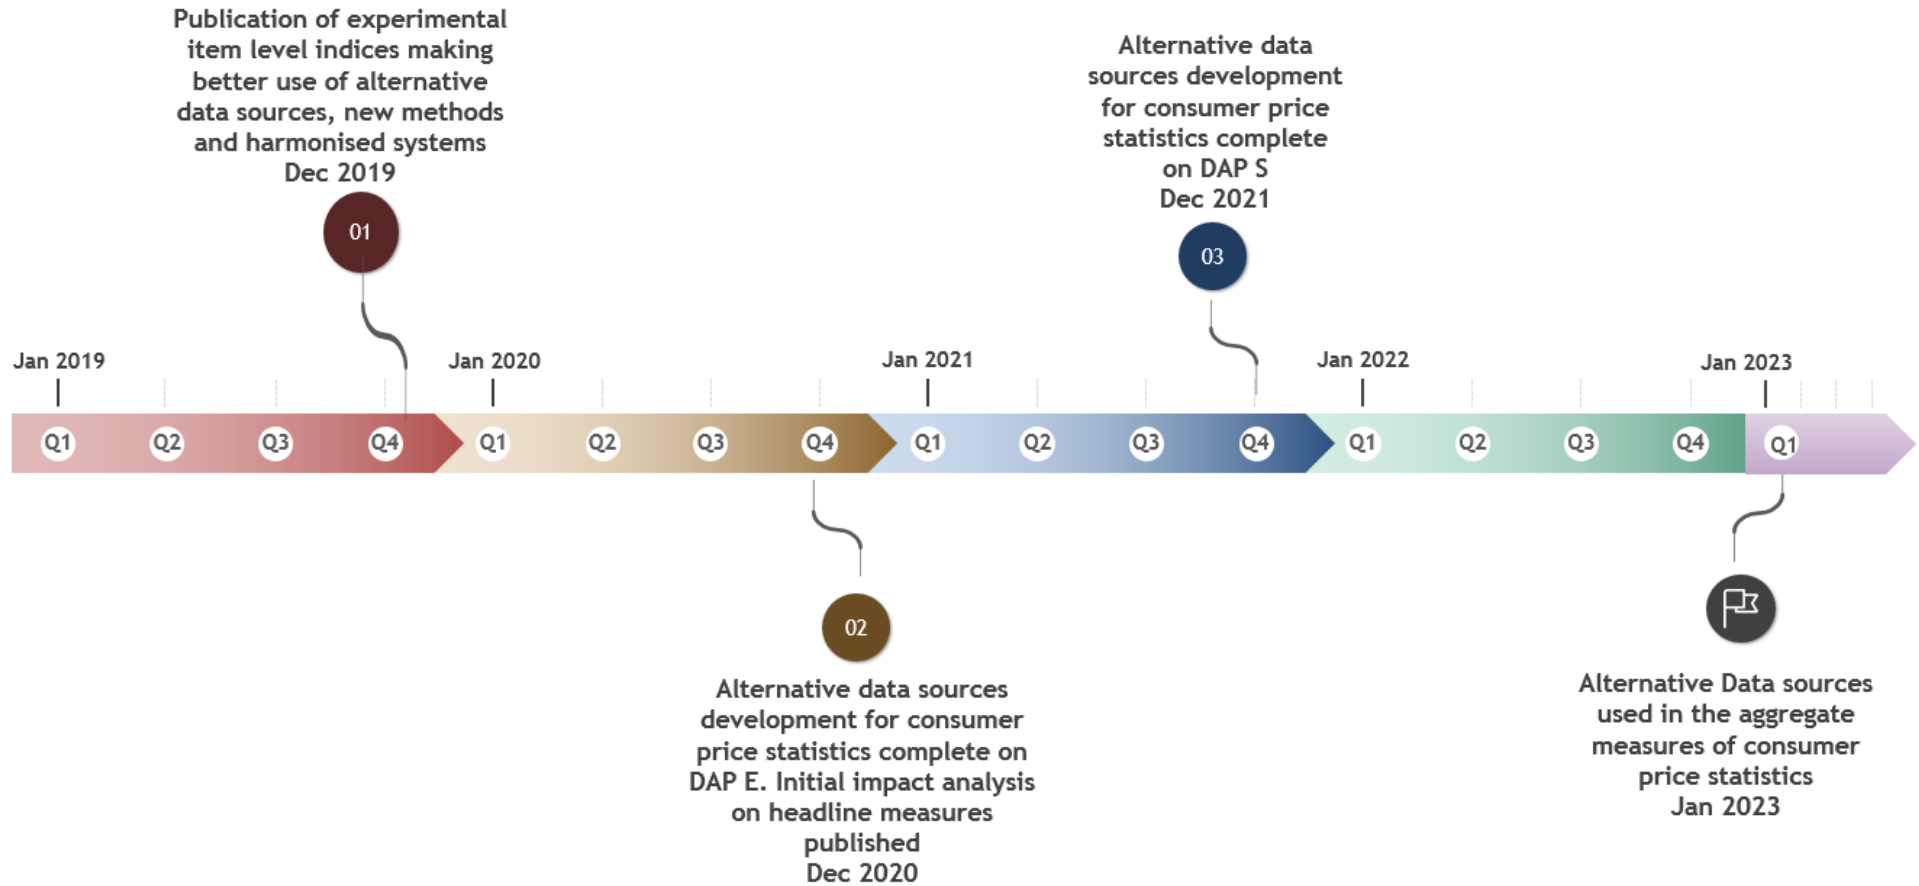 Publication of experimental
item level indices making
better use of alternative
data sources, new methods
and harmonised systems
Dec 2019
01
Alternative data
sources development
for consumer price
statistics complete
on DAP S
Dec 2021
03
Jan 2019
Jan 2020
Jan 2021
Jan 2022
Jan 2023
Q1 Q2 Q3 Q4 Q1 Q2 Q3 Q4 Q1 Q2 Q3 Q4 Q1 Q2 Q3 Q4 Q1
02
Alternative data sources
development for consumer
price statistics complete on
DAP E. Initial impact analysis
on headline measures
published
Dec 2020
Alternative Data sources
used in the aggregate
measures of consumer
price statistics
Jan 2023